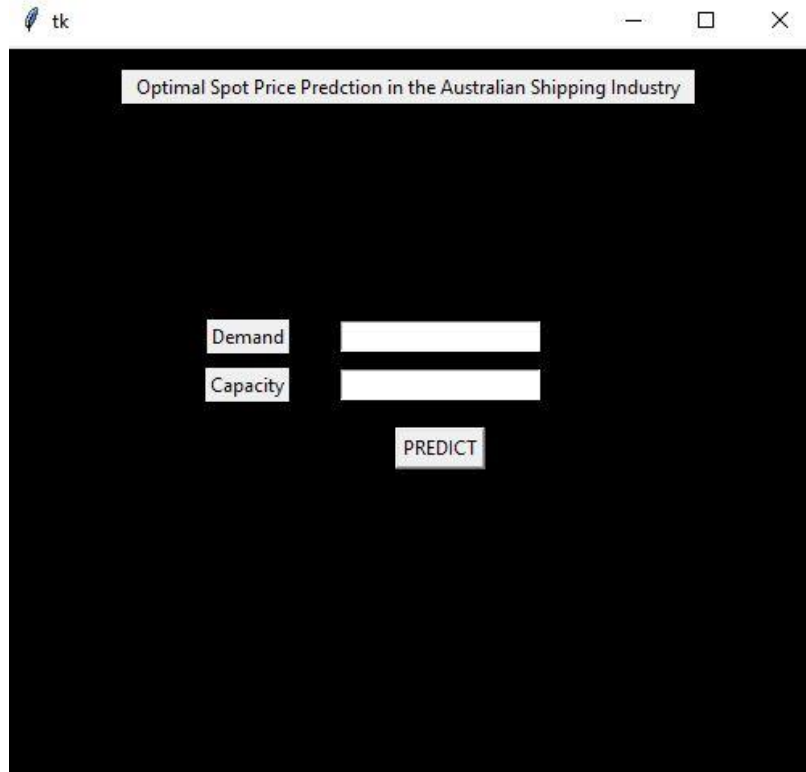 tk
Optimal Spot Price Predction in the Australian Shipping Industry
Demand
Capacity
PREDICT